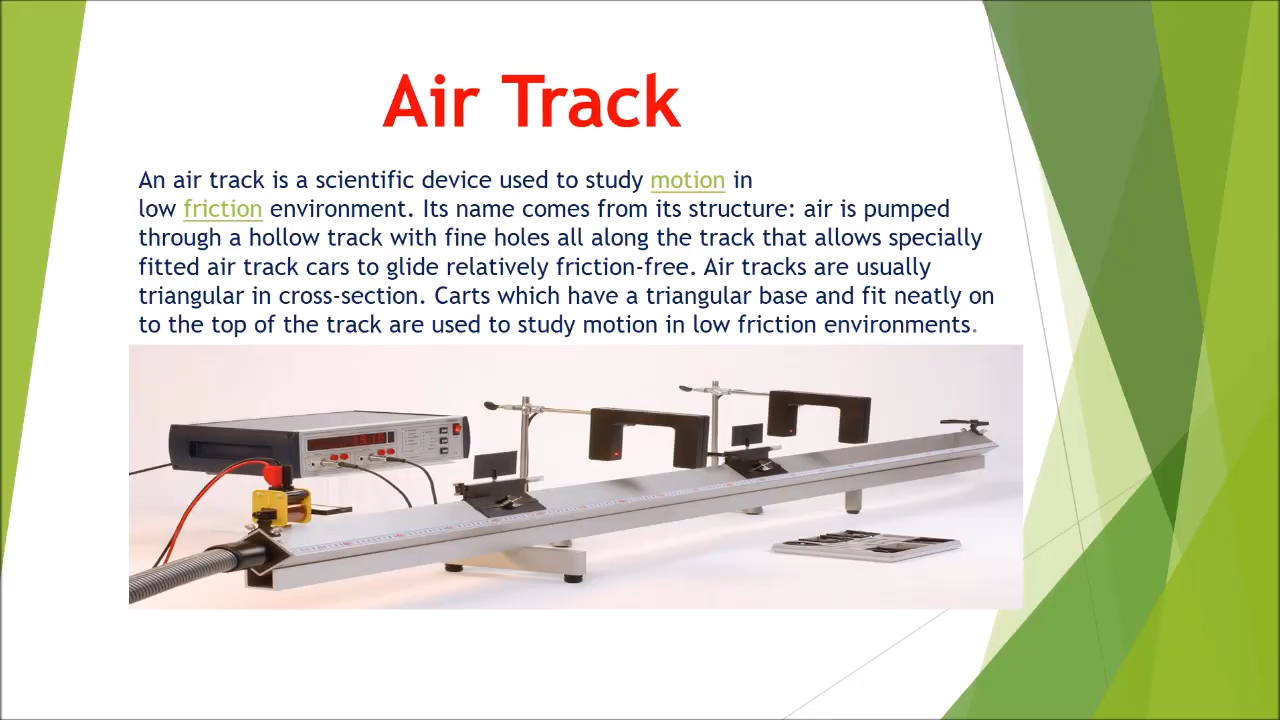 Air Track
An air track is a scientific device used to study motion in
low friction environment. Its name comes from its structure: air is pumped
through a hollow track with fine holes all along the track that allows specially
fitted air track cars to glide relatively friction-free. Air tracks are usually
triangular in cross-section. Carts which have a triangular base and fit neatly on
to the top of the track are used to study motion in low friction environments.